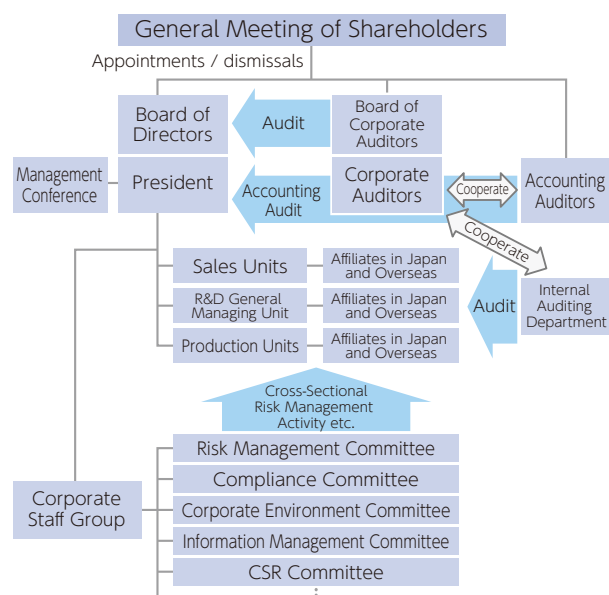 General Meeting of Shareholders
Appointments / dismissals
Board of
Directors
Audit
Board of
Corporate
Auditors
Management
Conference
President
Accounting
Audit
Corporate
Auditors
Cooperate
Accounting
Auditors
Cooperate
Sales Units
Affiliates in Japan
and Overseas
R&D General
Managing Unit
Affiliates in Japan
and Overseas
Audit
Internal
Auditing
Department
Production Units
Affiliates in Japan
and Overseas
Cross-Sectional
Risk Management
Activity etc.
Risk Management Committee
Compliance Committee
Corporate
Staff Group
Corporate Environment Committee
Information Management Committee
CSR Committee